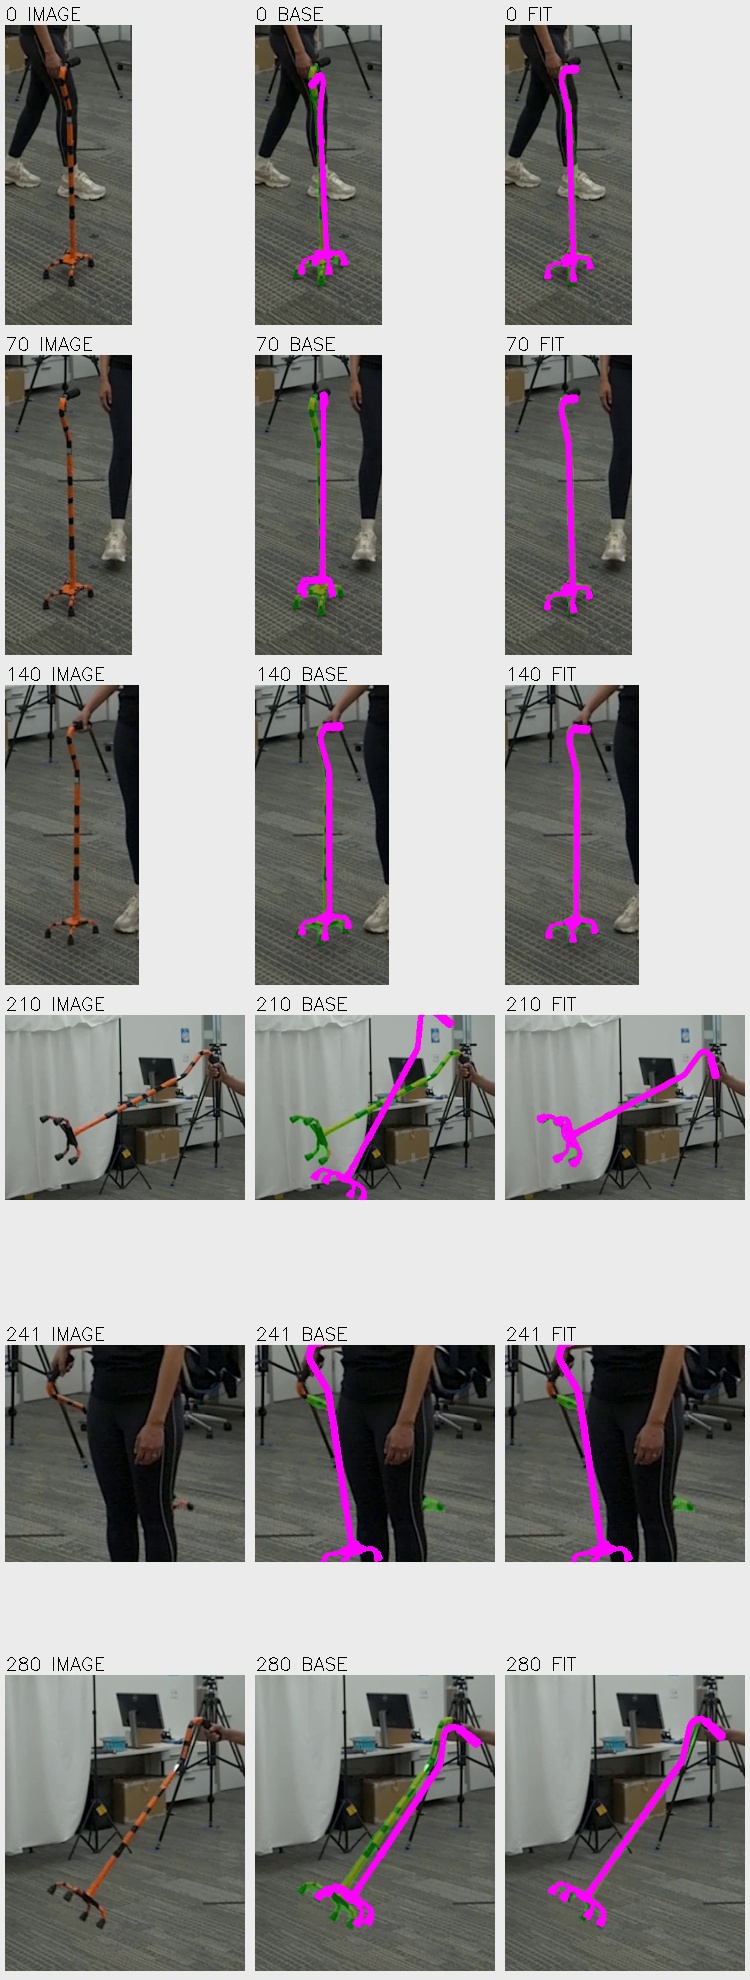 0 IMAGE 0 BASE 0 FIT
70 IMAGE 70 BASE 70 FIT
140 IMAGE 140 BASE 140 FIT
210 IMAGE 210 BASE 210 FIT
241 IMAGE 241 BASE 241 FIT
280 IMAGE 280 BASE 280 FIT